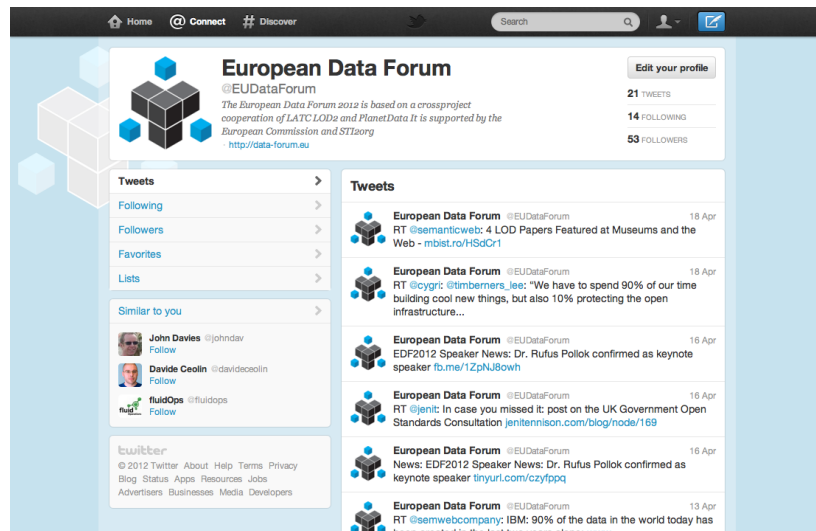 Home @ Connect # Discover Search
European Data Forum
@EUDataForum
The European Data Forum 2012 is based on a crossproject
cooperation of LATC LOD2 and PlanetData It is supported by the
European Commission and STI2org
· http://data-forum.eu
Edit your profile
21 TWEETS
14 FOLLOWING
53 FOLLOWERS
Tweets
Following
Followers
Favorites
Lists
Similar to you
John Davies @johndav
Follow
Davide Ceolin @davideceolin
Follow
fluidOps @fluidops
fluid
Follow
twitter
© 2012 Twitter About Help Terms Privacy
Blog Status Apps Resources Jobs
Advertisers Businesses Media Developers
Tweets
European Data Forum @EUDataForum 18 Apr
RT @semanticweb: 4 LOD Papers Featured at Museums and the
Web - mbist.ro/HSdCr1
European Data Forum @EUDataForum 18 Apr
RT @cygri: @timberners_lee: "We have to spend 90% of our time
building cool new things, but also 10% protecting the open
infrastructure...
European Data Forum @EUDataForum 16 Apr
EDF2012 Speaker News: Dr. Rufus Pollok confirmed as keynote
speaker fb.me/1ZpNJ8owh
European Data Forum @EUDataForum 16 Apr
RT @jenit: In case you missed it: post on the UK Government Open
Standards Consultation jenitennison.com/blog/node/169
European Data Forum @EUDataForum 16 Apr
News: EDF2012 Speaker News: Dr. Rufus Pollok confirmed as
keynote speaker tinyurl.com/czyfppq
European Data Forum @EUDataForum 13 Apr
RT @semwebcompany: IBM: 90% of the data in the world today has